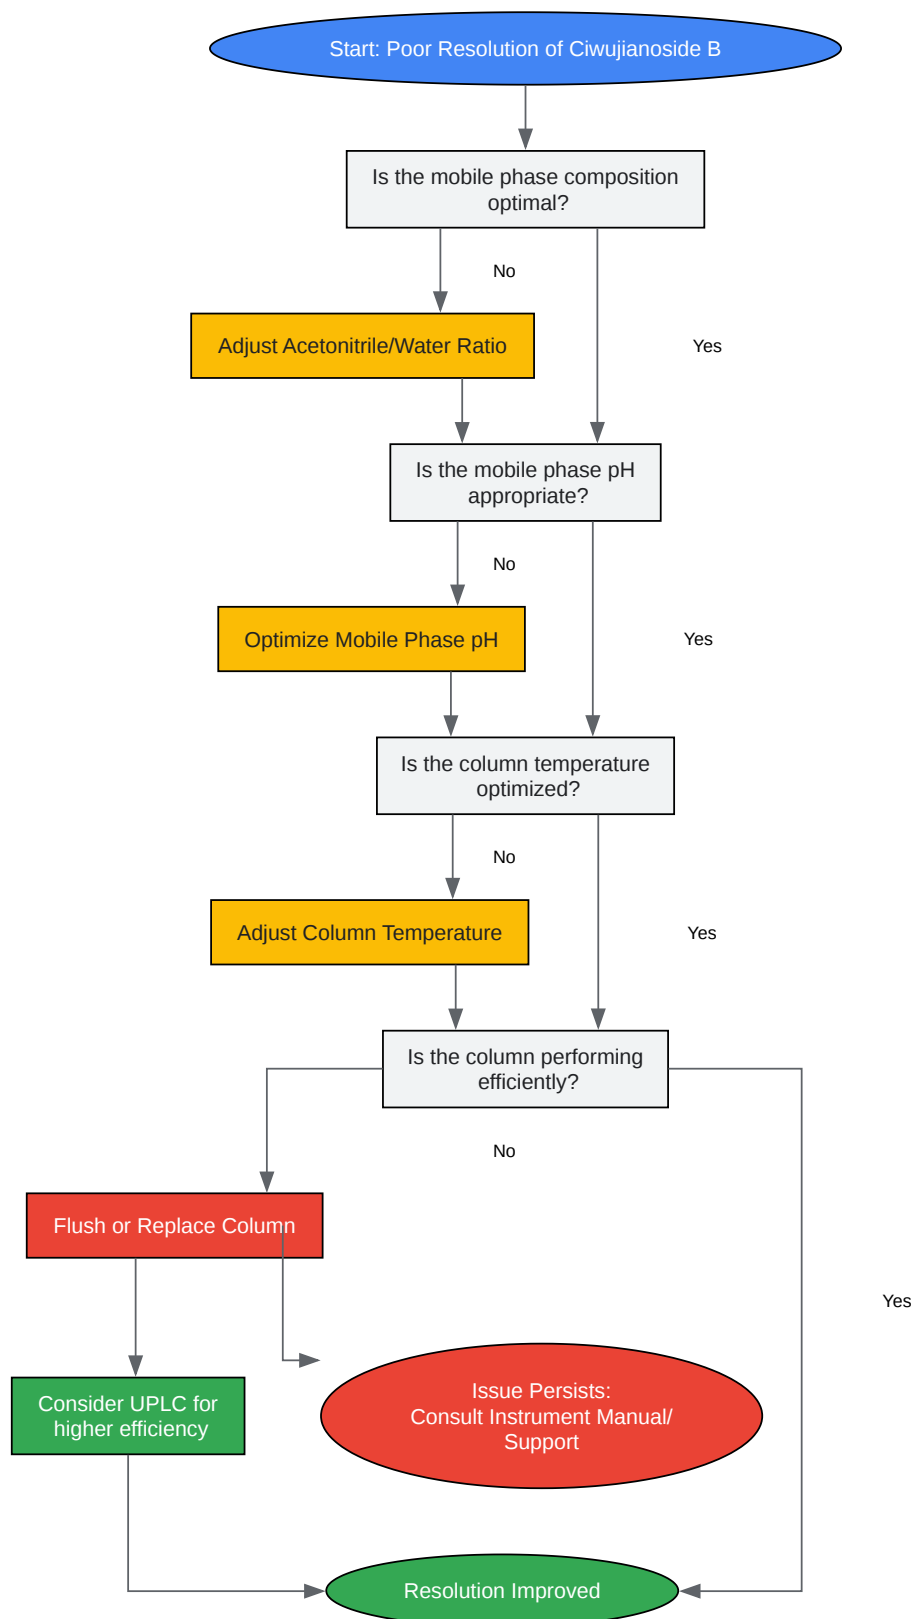 Start: Poor Resolution of Ciwujianoside B
Is the mobile phase composition
optimal?
No
Adjust Acetonitrile/Water Ratio
Yes
Is the mobile phase pH
appropriate?
No
Optimize Mobile Phase pH
Yes
Is the column temperature
optimized?
No
Adjust Column Temperature
Yes
Is the column performing
efficiently?
No
Flush or Replace Column
Yes
Consider UPLC for
higher efficiency
Issue Persists:
Consult Instrument Manual/
Support
Resolution Improved